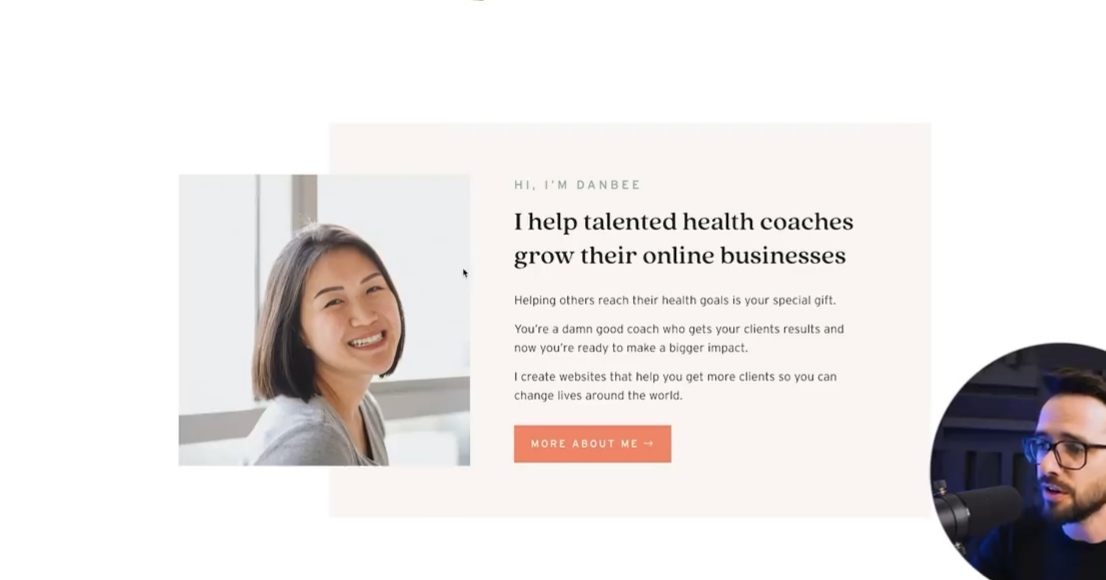 HI, I'M DANBEE
I help talented health coaches
grow their online businesses
Helping others reach their health goals is your special gift.
You're a damn good coach who gets your clients results and
now you're ready to make a bigger impact.
I create websites that help you get more clients so you can
change lives around the world.
MORE ABOUT ME →